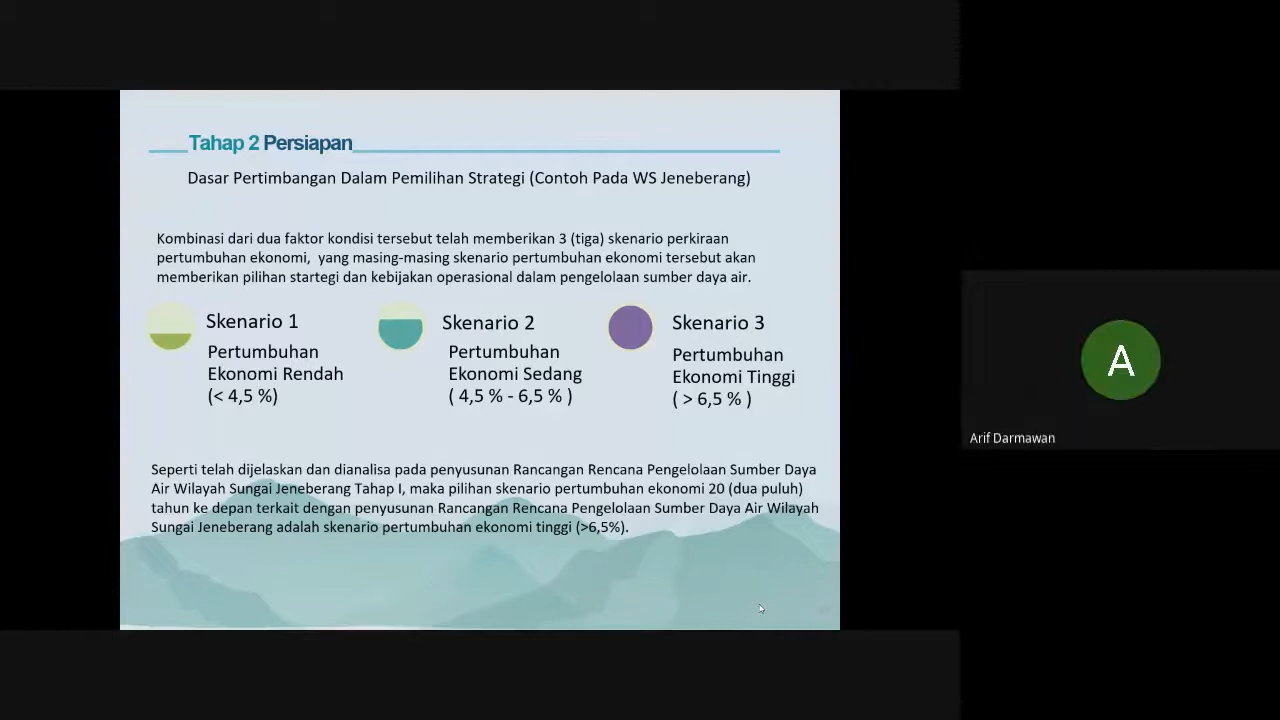 Tahap 2 Persiapan
Dasar Pertimbangan Dalam Pemilihan Strategi (Contoh Pada WS Jeneberang)
Kombinasi dari dua faktor kondisi tersebut telah memberikan 3 (tiga) skenario perkiraan
pertumbuhan ekonomi, yang masing-masing skenario pertumbuhan ekonomi tersebut akan
memberikan pilihan startegi dan kebijakan operasional dalam pengelolaan sumber daya air.
Skenario 1
Pertumbuhan
Ekonomi Rendah
(< 4,5 %)
Skenario 2
Pertumbuhan
Ekonomi Sedang
( 4,5 % - 6,5 % )
Skenario 3
Pertumbuhan
Ekonomi Tinggi
( > 6,5 % )
Seperti telah dijelaskan dan dianalisa pada penyusunan Rancangan Rencana Pengelolaan Sumber Daya
Air Wilayah Sungai Jeneberang Tahap I, maka pilihan skenario pertumbuhan ekonomi 20 (dua puluh)
tahun ke depan terkait dengan penyusunan Rancangan Rencana Pengelolaan Sumber Daya Air Wilayah
Sungai Jeneberang adalah skenario pertumbuhan ekonomi tinggi (>6,5%).
A
Arif Darmawan